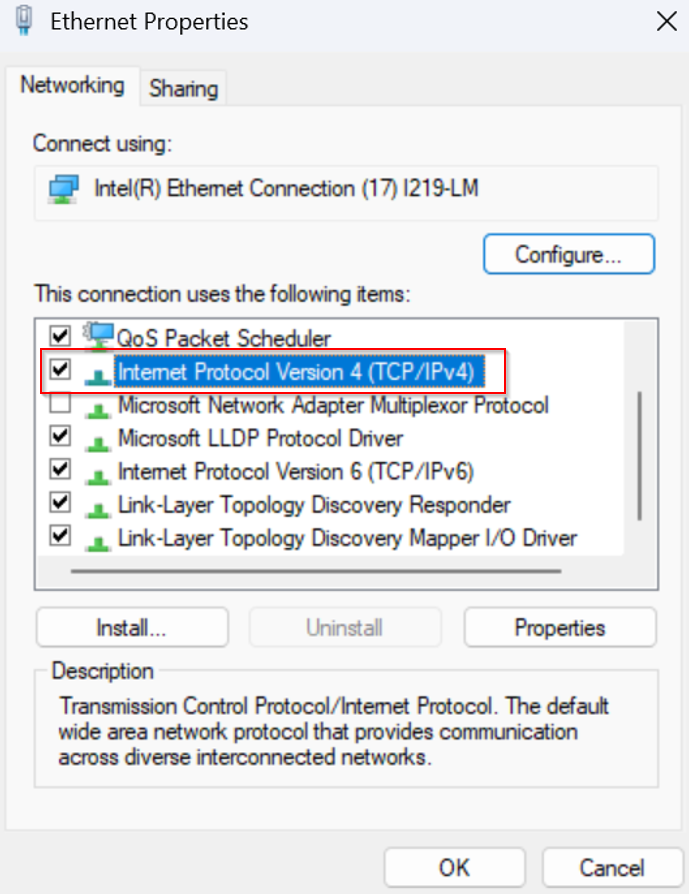 Ethernet Properties
Networking
Sharing
Connect using:
Intel(R) Ethernet Connection (17) I219-LM
Configure...
This connection uses the following items:
QoS Packet Scheduler
Internet Protocol Version 4 (TCP/IPv4)
Microsoft Network Adapter Multiplexor Protocol
Microsoft LLDP Protocol Driver
Internet Protocol Version 6 (TCP/IPv6)
Link-Layer Topology Discovery Responder
Link-Layer Topology Discovery Mapper I/O Driver
Install...
Uninstall
Properties
Description
Transmission Control Protocol/Internet Protocol. The default
wide area network protocol that provides communication
across diverse interconnected networks.
OK
Cancel